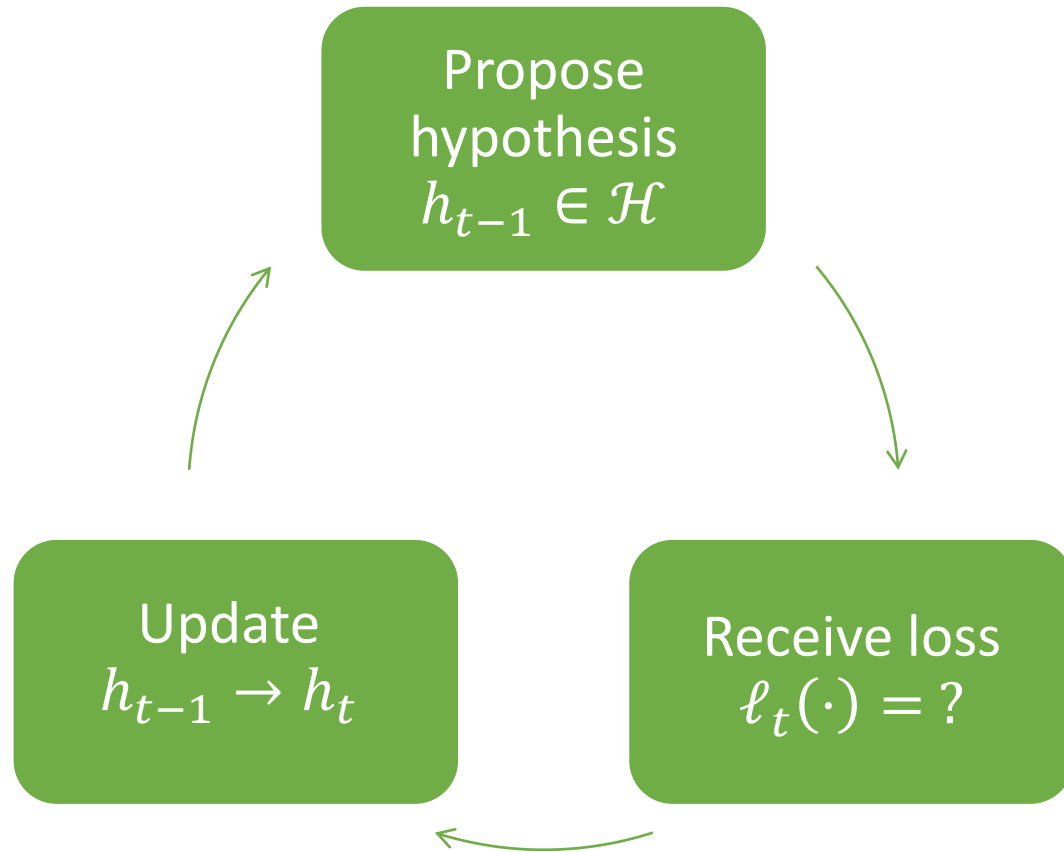 Propose
hypothesis
ℎ𝑡−1 ∈ ℋ
Receive loss
ℓ𝑡(⋅) = ?
Update
ℎ𝑡−1 → ℎ𝑡